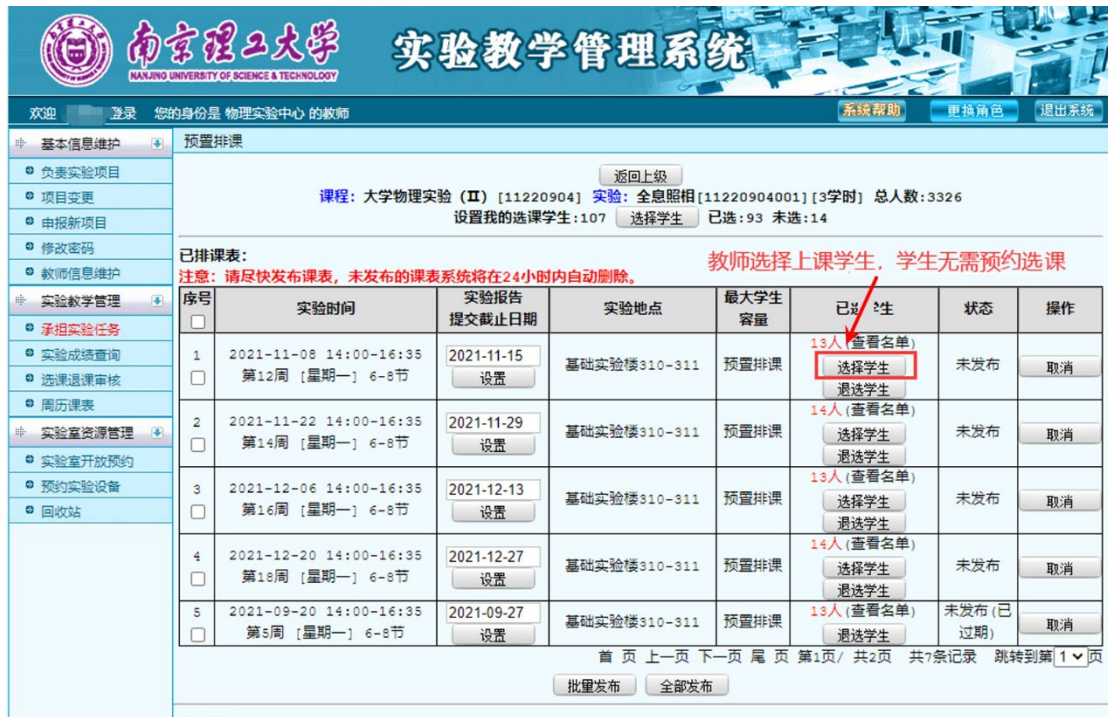 南京理工大学
NANJING UNIVERSITY OF SCIENCE & TECHNOLOGY
实验教学管理系统
欢迎 登录 您的身份是 物理实验中心 的教师
系统帮助 更换角色 退出系统
基本信息维护
负责实验项目
项目变更
申报新项目
修改密码
教师信息维护
实验教学管理
承担实验任务
实验成绩查询
选课退课审核
周历课表
实验室资源管理
实验室开放预约
预约实验设备
回收站
预置排课
返回上级
课程: 大学物理实验 (II) [11220904] 实验: 全息照相[11220904001][3学时] 总人数:3326
设置我的选课学生:107 选择学生 已选:93 未选:14
已排课表:
教师选择上课学生，学生无需预约选课
注意: 请尽快发布课表, 未发布的课表系统将在24小时内自动删除。
序号 实验时间 实验报告 提交截止日期 实验地点 最大学生 容量 已选学生 状态 操作
1 2021-11-08 14:00-16:35 2021-11-15 基础实验楼310-311 预置排课 13人(查看名单) 未发布 取消
第12周 [星期一] 6-8节 设置 选择学生
退选学生
2 2021-11-22 14:00-16:35 2021-11-29 基础实验楼310-311 预置排课 14人(查看名单) 未发布 取消
第14周 [星期一] 6-8节 设置 选择学生
退选学生
3 2021-12-06 14:00-16:35 2021-12-13 基础实验楼310-311 预置排课 13人(查看名单) 未发布 取消
第16周 [星期一] 6-8节 设置 选择学生
退选学生
4 2021-12-20 14:00-16:35 2021-12-27 基础实验楼310-311 预置排课 14人(查看名单) 未发布 取消
第18周 [星期一] 6-8节 设置 选择学生
退选学生
5 2021-09-20 14:00-16:35 2021-09-27 基础实验楼310-311 预置排课 13人(查看名单) 未发布(已过期) 取消
第5周 [星期一] 6-8节 设置 退选学生
首 页 上一页 下一页 尾 页 第1页/ 共2页 共7条记录 跳转到第 1 页
批量发布 全部发布